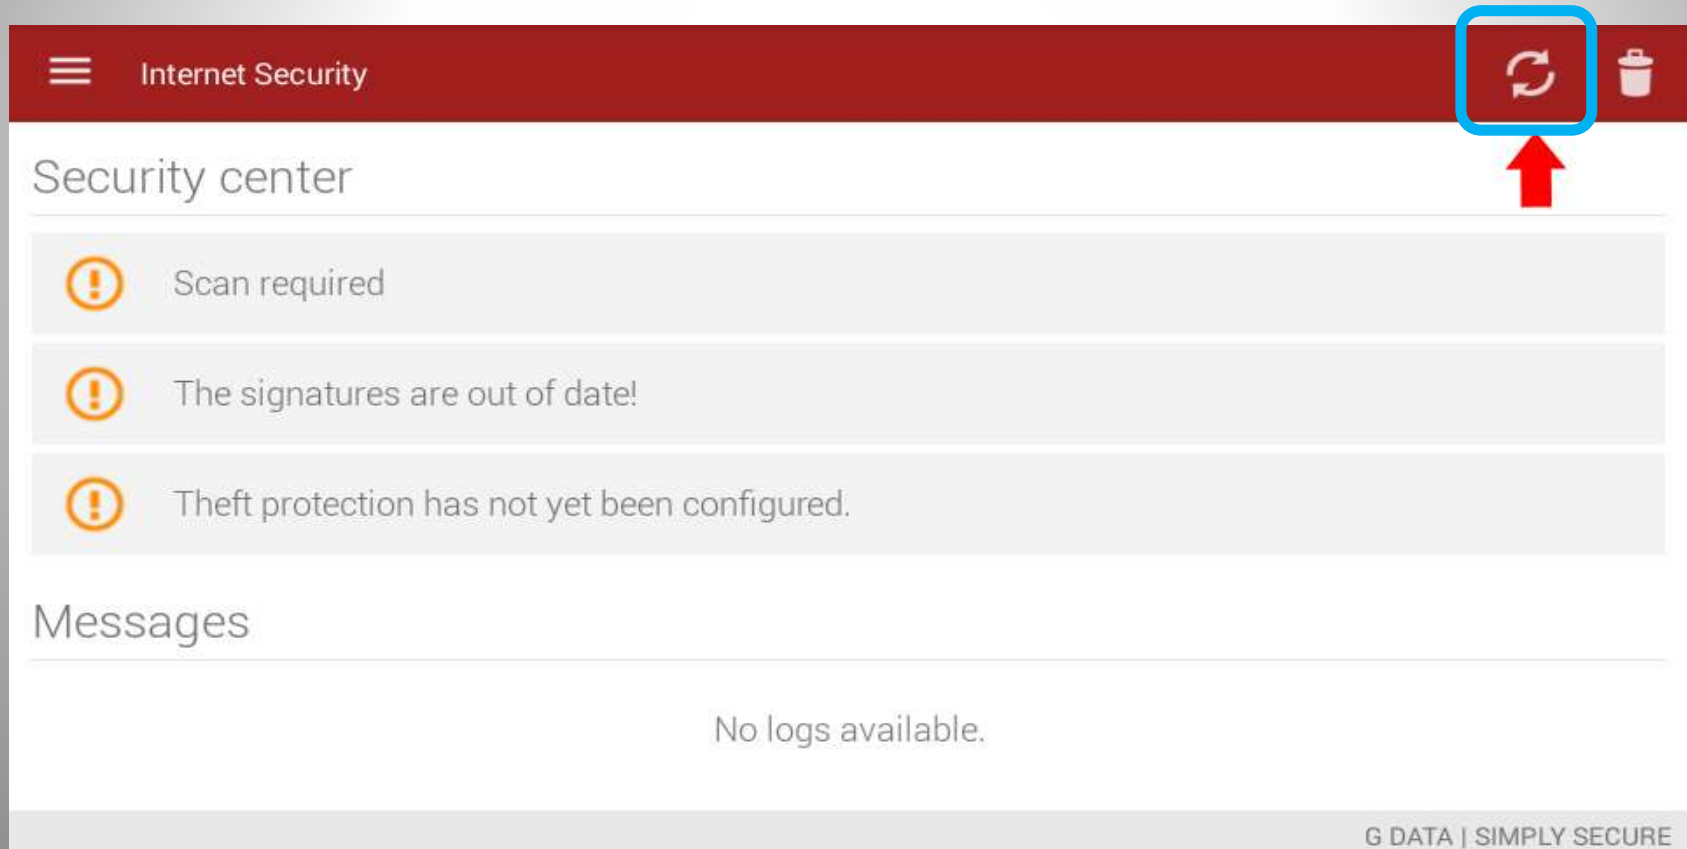 Internet Security
Security center
Scan required
The signatures are out of date!
Theft protection has not yet been configured.
Messages
No logs available.
G DATA | SIMPLY SECURE